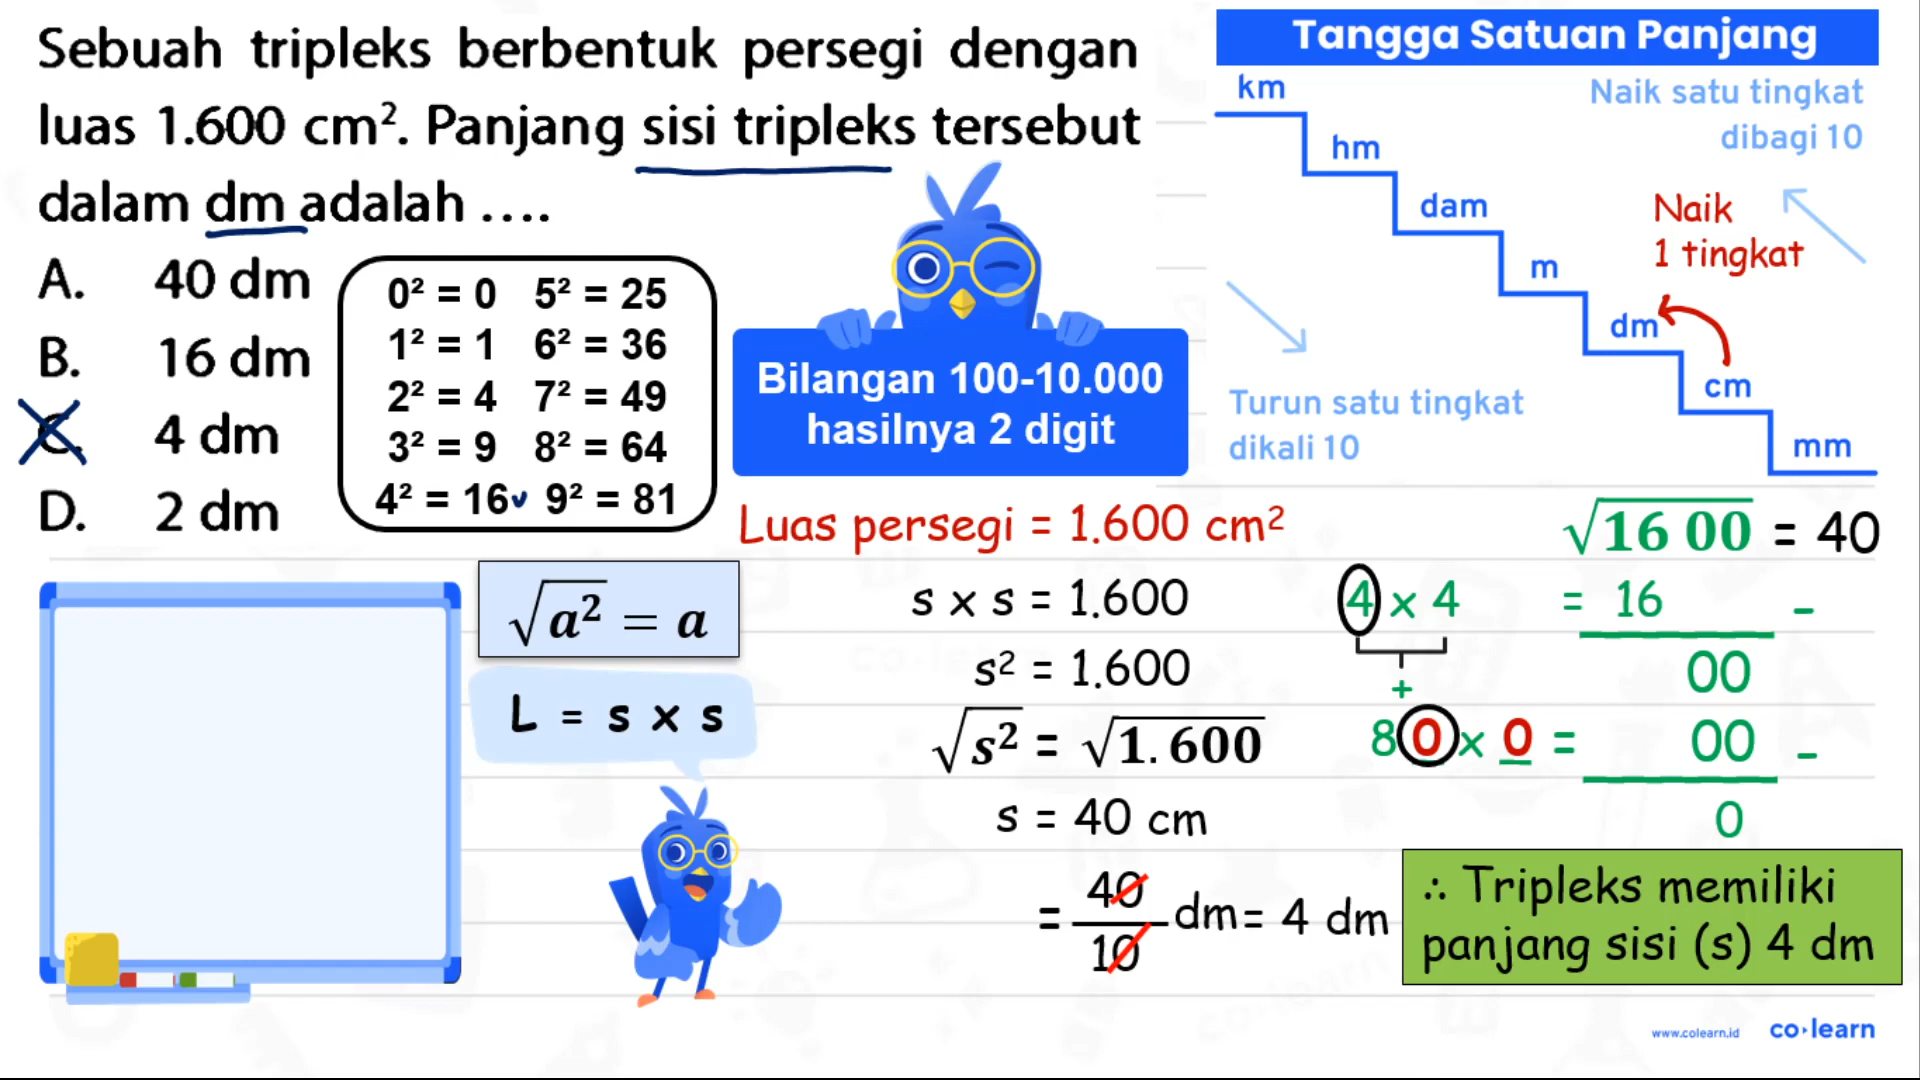 Sebuah tripleks berbentuk persegi dengan
luas 1.600 cm². Panjang sisi tripleks tersebut
dalam dm adalah ....
A. 40 dm
B. 16 dm
C. 4 dm
D. 2 dm
0² = 0 5² = 25
1² = 1 6² = 36
2² = 4 7² = 49
3² = 9 8² = 64
4² = 16 9² = 81
Bilangan 100-10.000
hasilnya 2 digit
Tangga Satuan Panjang
km
hm
dam
m
dm
cm
mm
Naik satu tingkat
dibagi 10
Naik
1 tingkat
Turun satu tingkat
dikali 10
√a² = a
L = s x s
Luas persegi = 1.600 cm²
s x s = 1.600
s² = 1.600
√s² = √1.600
s = 40 cm
= 40/10 dm = 4 dm
√16 00 = 40
4 x 4 = 16 -
+ 00
80 x 0 = 00 -
0
∴ Tripleks memiliki
panjang sisi (s) 4 dm
www.colearn.id co·learn